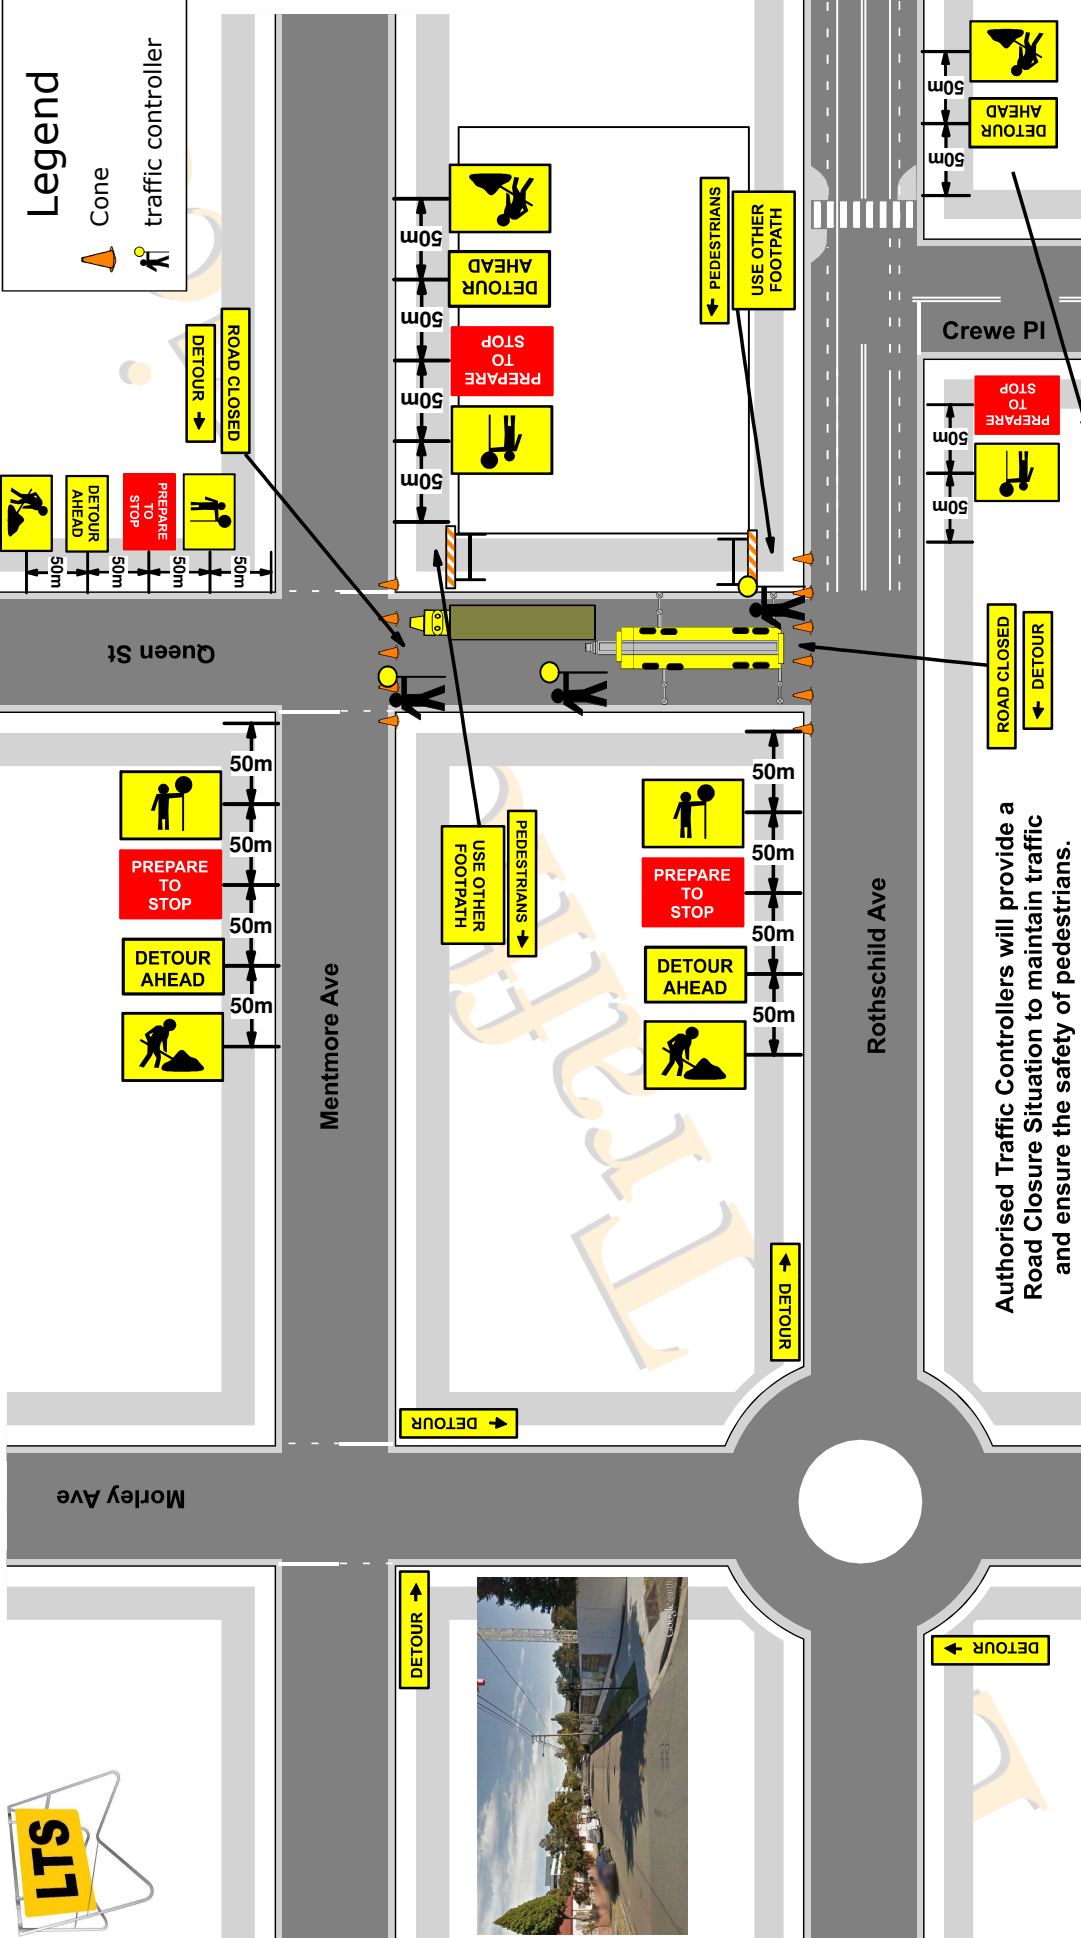 Legend
Cone
traffic controller
DETOUR
AHEAD
50m
50m
50m
50m
DETOUR
AHEAD
PREPARE
TO
STOP
50m
50m
50m
50m
ROAD CLOSED
DETOUR
PEDESTRIANS
USE OTHER
FOOTPATH
Crewe Pl
PREPARE
TO
STOP
50m
50m
DETOUR
AHEAD
PREPARE
TO
STOP
50m
50m
50m
50m
Queen St
ROAD CLOSED
DETOUR
50m
50m
50m
50m
PREPARE
TO
STOP
DETOUR
AHEAD
PEDESTRIANS
USE OTHER
FOOTPATH
50m
50m
50m
50m
PREPARE
TO
STOP
DETOUR
AHEAD
Mentmore Ave
Rothschild Ave
Authorised Traffic Controllers will provide a
Road Closure Situation to maintain traffic
and ensure the safety of pedestrians.
DETOUR
DETOUR
Morley Ave
DETOUR
DETOUR
LTS